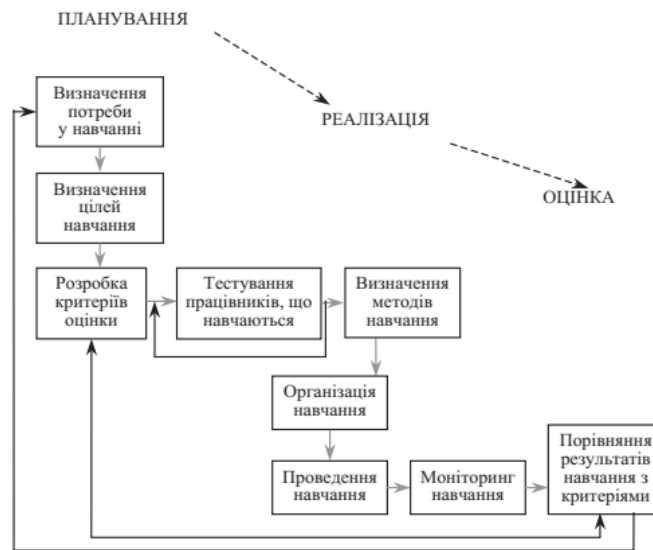 ПЛАНУВАННЯ
РЕАЛІЗАЦІЯ
ОЦІНКА
Визначення
потреби
у навчанні
Визначення
цілей
навчання
Розробка
критеріїв
оцінки
Тестування
працівників, що
навчаються
Визначення
методів
навчання
Організація
навчання
Проведення
навчання
Моніторинг
навчання
Порівняння
результатів
навчання з
критеріями